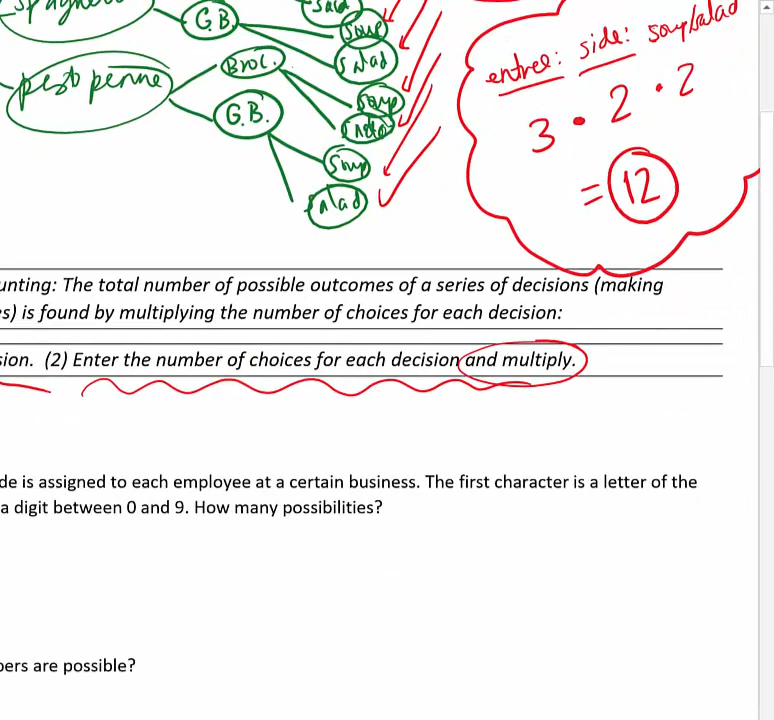 G.B.
Soup
Salad
pesto penne
Broc.
Soup
Salad
G.B.
Soup
Salad
entree: side: soup/salad
3 • 2 • 2
= 12
unting: The total number of possible outcomes of a series of decisions (making
s) is found by multiplying the number of choices for each decision:
sion. (2) Enter the number of choices for each decision and multiply.
de is assigned to each employee at a certain business. The first character is a letter of the
a digit between 0 and 9. How many possibilities?
bers are possible?